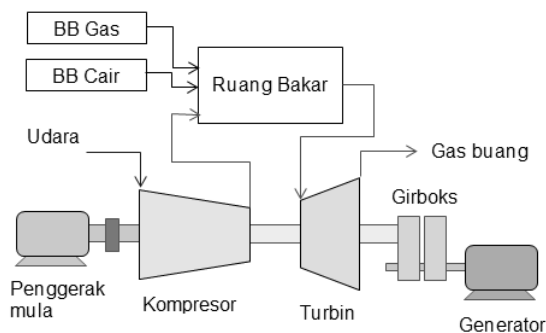 BB Gas
BB Cair
Ruang Bakar
Udara
Gas buang
Girboks
Penggerak
mula
Kompresor
Turbin
Generator